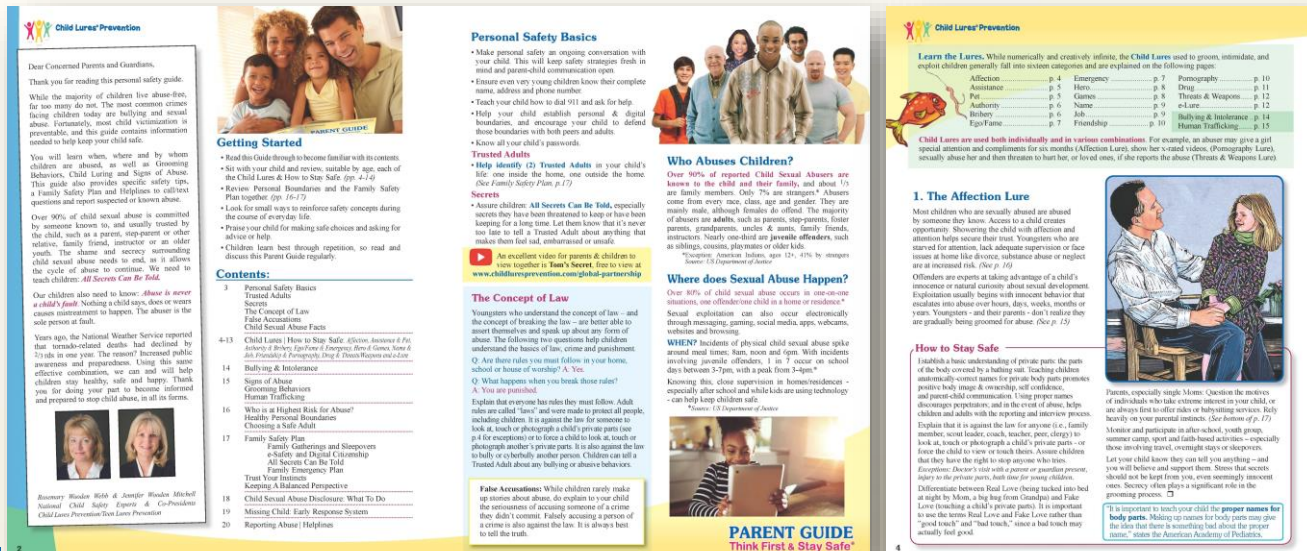 Child Lures® Prevention
Dear Concerned Parents and Guardians,
Thank you for reading this personal safety guide.
While the majority of children live abuse-free,
far too many do not. The most common crimes
facing children today are bullying and sexual
abuse. Fortunately, most child victimization is
preventable, and this guide contains information
needed to help keep your child safe.
You will learn when, where and by whom
children are abused, as well as Grooming
Behaviors, Child Luring and Signs of Abuse.
This guide also provides specific safety tips,
a Family Safety Plan and Helplines to call/text
questions and report suspected or known abuse.
Over 90% of child sexual abuse is committed
by someone known to, and usually trusted by
the child, such as a parent, step-parent or other
relative, family friend, instructor or an older
youth. The shame and secrecy surrounding
child sexual abuse needs to end, as it allows
the cycle of abuse to continue. We need to
teach children: All Secrets Can Be Told.
Our children also need to know: Abuse is never
a child's fault. Nothing a child says, does or wears
causes mistreatment to happen. The abuser is the
sole person at fault.
Years ago, the National Weather Service reported
that tornado-related deaths had declined by
2/3 rds in one year. The reason? Increased public
awareness and preparedness. Using this same
effective combination, we can and will help
children stay healthy, safe and happy. Thank
you for doing your part to become informed
and prepared to stop child abuse, in all its forms.
Rosemary Wooden Webb & Jennifer Wooden Mitchell
National Child Safety Experts & Co-Presidents
Child Lures Prevention/Teen Lures Prevention
2
PARENT GUIDE
Getting Started
• Read this Guide through to become familiar with its contents.
• Sit with your child and review, suitable by age, each of
the Child Lures & How to Stay Safe. (pp. 4-14)
• Review Personal Boundaries and the Family Safety
Plan together. (pp. 16-17)
• Look for small ways to reinforce safety concepts during
the course of everyday life.
• Praise your child for making safe choices and asking for
advice or help.
• Children learn best through repetition, so read and
discuss this Parent Guide regularly.
Contents:
3 Personal Safety Basics
Trusted Adults
Secrets
The Concept of Law
False Accusations
Child Sexual Abuse Facts
4-13 Child Lures | How to Stay Safe Affection, Assistance & Pet,
Authority & Bribery, Ego/Fame & Emergency, Hero & Games, Name &
Job, Friendship & Pornography, Drug & Threats/Weapons and e-Lure
14 Bullying & Intolerance
15 Signs of Abuse
Grooming Behaviors
Human Trafficking
16 Who is at Highest Risk for Abuse?
Healthy Personal Boundaries
Choosing a Safe Adult
17 Family Safety Plan
Family Gatherings and Sleepovers
e-Safety and Digital Citizenship
All Secrets Can Be Told
Family Emergency Plan
Trust Your Instincts
Keeping A Balanced Perspective
18 Child Sexual Abuse Disclosure: What To Do
19 Missing Child: Early Response System
20 Reporting Abuse | Helplines
Personal Safety Basics
• Make personal safety an ongoing conversation with
your child. This will keep safety strategies fresh in
mind and parent-child communication open.
• Ensure even very young children know their complete
name, address and phone number.
• Teach your child how to dial 911 and ask for help.
• Help your child establish personal & digital
boundaries, and encourage your child to defend
those boundaries with both peers and adults.
• Know all your child's passwords.
Trusted Adults
• Help identify (2) Trusted Adults in your child's
life: one inside the home, one outside the home.
(See Family Safety Plan. p.17)
Secrets
• Assure children: All Secrets Can Be Told, especially
secrets they have been threatened to keep or have been
keeping for a long time. Let them know that it's never
too late to tell a Trusted Adult about anything that
makes them feel sad, embarrassed or unsafe.
An excellent video for parents & children to
view together is Tom's Secret, free to view at
www.childluresprevention.com/global-partnership
The Concept of Law
Youngsters who understand the concept of law – and
the concept of breaking the law – are better able to
assert themselves and speak up about any form of
abuse. The following two questions help children
understand the basics of law, crime and punishment.
Q: Are there rules you must follow in your home,
school or house of worship? A: Yes.
Q: What happens when you break those rules?
A: You are punished.
Explain that everyone has rules they must follow. Adult
rules are called "laws" and were made to protect all people,
including children. It is against the law for someone to
look at, touch or photograph a child's private parts (see
p.4 for exceptions) or to force a child to look at, touch or
photograph another's private parts. It is also against the law
to bully or cyberbully another person. Children can tell a
Trusted Adult about any bullying or abusive behaviors.
False Accusations: While children rarely make
up stories about abuse, do explain to your child
the seriousness of accusing someone of a crime
they didn't commit. Falsely accusing a person of
a crime is also against the law. It is always best
to tell the truth.
Who Abuses Children?
Over 90% of reported Child Sexual Abusers are
known to the child and their family, and about 1/3
are family members. Only 7% are strangers.* Abusers
come from every race, class, age and gender. They are
mainly male, although females do offend. The majority
of abusers are adults, such as parents, step-parents, foster
parents, grandparents, uncles & aunts, family friends,
instructors. Nearly one-third are juvenile offenders, such
as siblings, cousins, playmates or older kids.
*Exception: American Indians, ages 12+, 41% by strangers
Source: US Department of Justice
Where does Sexual Abuse Happen?
Over 80% of child sexual abuse occurs in one-on-one
situations, one offender/one child in a home or residence.*
Sexual exploitation can also occur electronically
through messaging, gaming, social media, apps, webcams,
websites and browsing.
WHEN? Incidents of physical child sexual abuse spike
around meal times; 8am, noon and 6pm. With incidents
involving juvenile offenders, 1 in 7 occur on school
days between 3-7pm, with a peak from 3-4pm.*
Knowing this, close supervision in homes/residences -
especially after school and while kids are using technology
- can help keep children safe.
*Source: US Department of Justice
PARENT GUIDE
Think First & Stay Safe®
Child Lures® Prevention
Learn the Lures. While numerically and creatively infinite, the Child Lures used to groom, intimidate, and
exploit children generally fall into sixteen categories and are explained on the following pages:
Affection p. 4 Emergency p. 7 Pornography p. 10
Assistance p. 5 Hero p. 8 Drug p. 11
Pet p. 5 Games p. 8 Threats & Weapons p. 12
Authority p. 6 Name p. 9 e-Lure p. 12
Bribery p. 6 Job p. 9 Bullying & Intolerance p. 14
Ego/Fame p. 7 Friendship p. 10 Human Trafficking p. 15
Child Lures are used both individually and in various combinations. For example, an abuser may give a girl
special attention and compliments for six months (Affection Lure), show her x-rated videos, (Pornography Lure),
sexually abuse her and then threaten to hurt her, or loved ones, if she reports the abuse (Threats & Weapons Lure).
1. The Affection Lure
Most children who are sexually abused are abused
by someone they know. Access to a child creates
opportunity. Showering the child with affection and
attention helps secure their trust. Youngsters who are
starved for attention, lack adequate supervision or face
issues at home like divorce, substance abuse or neglect
are at increased risk. (See p. 16)
Offenders are experts at taking advantage of a child's
innocence or natural curiosity about sexual development.
Exploitation usually begins with innocent behavior that
escalates into abuse over hours, days, weeks, months or
years. Youngsters - and their parents - don't realize they
are gradually being groomed for abuse. (See p. 15)
How to Stay Safe
Establish a basic understanding of private parts: the parts
of the body covered by a bathing suit. Teaching children
anatomically-correct names for private body parts promotes
positive body image & ownership, self confidence,
and parent-child communication. Using proper names
discourages perpetrators, and in the event of abuse, helps
children and adults with the reporting and interview process.
Explain that it is against the law for anyone (i.e., family
member, scout leader, coach, teacher, peer, clergy) to
look at, touch or photograph a child's private parts - or
force the child to view or touch theirs. Assure children
that they have the right to stop anyone who tries.
Exceptions: Doctor's visit with a parent or guardian present,
injury to the private parts, bath time for young children.
Differentiate between Real Love (being tucked into bed
at night by Mom, a big hug from Grandpa) and Fake
Love (touching a child's private parts). It is important
to use the terms Real Love and Fake Love rather than
"good touch" and "bad touch," since a bad touch may
actually feel good.
Parents, especially single Moms: Question the motives
of individuals who take extreme interest in your child, or
are always first to offer rides or babysitting services. Rely
heavily on your parental instincts. (See bottom of p. 17)
Monitor and participate in after-school, youth group,
summer camp, sport and faith-based activities – especially
those involving travel, overnight stays or sleepovers.
Let your child know they can tell you anything – and
you will believe and support them. Stress that secrets
should not be kept from you, even seemingly innocent
ones. Secrecy often plays a significant role in the
grooming process.
"It is important to teach your child the proper names for
body parts. Making up names for body parts may give
the idea that there is something bad about the proper
name," states the American Academy of Pediatrics.
4